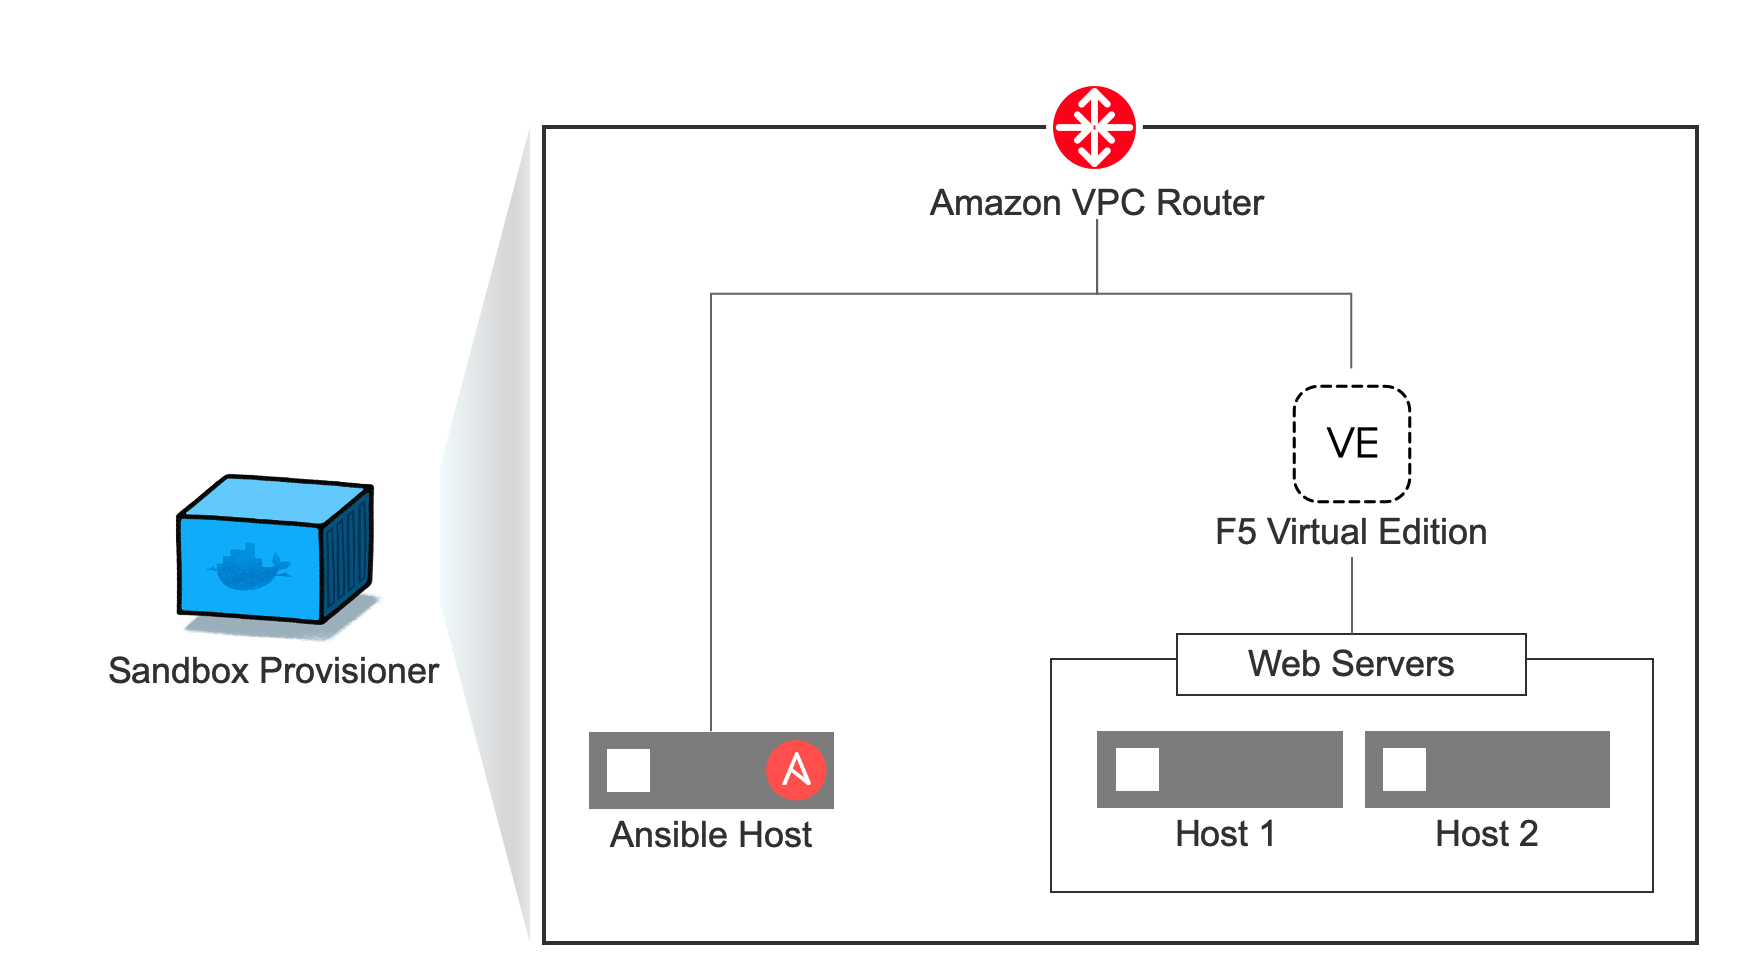 Amazon VPC Router
VE
F5 Virtual Edition
Sandbox Provisioner
Web Servers
Ansible Host
Host 1
Host 2